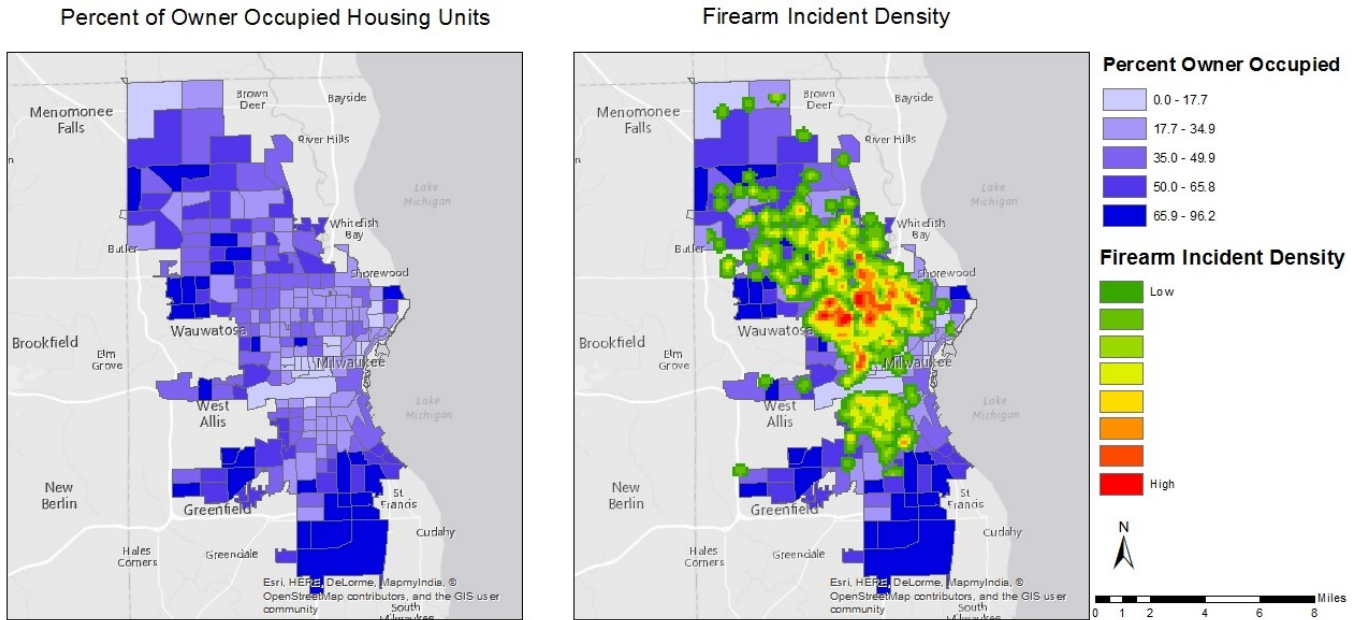 Percent of Owner Occupied Housing Units
Menomonee
Falls
Brown
Deer
Bayside
River Hills
Lake
Michigan
Whitefish
Bay
Butler
Shorewood
Wauwatosa
Brookfield
Elm
Grove
Milwaukee
West
Allis
Lake
Michigan
New
Berlin
Greenfield
St
Francis
Cudahy
Hales
Corners
Greendale
Esri, HERE, DeLorme, MapmyIndia, ©
OpenStreetMap contributors, and the GIS user
community
South
Firearm Incident Density
Menomonee
Falls
Brown
Deer
Bayside
River Hills
Lake
Michigan
Whitefish
Bay
Butler
Shorewood
Wauwatosa
Brookfield
Elm
Grove
Milwaukee
West
Allis
Lake
Michigan
New
Berlin
Greenfield
St
Francis
Cudahy
Hales
Corners
Greendale
Esri, HERE, DeLorme, MapmyIndia, ©
OpenStreetMap contributors, and the GIS user
community
South
Percent Owner Occupied
0.0 - 17.7
17.7 - 34.9
35.0 - 49.9
50.0 - 65.8
65.9 - 96.2
Firearm Incident Density
Low
High
N
Miles
0 1 2 4 6 8